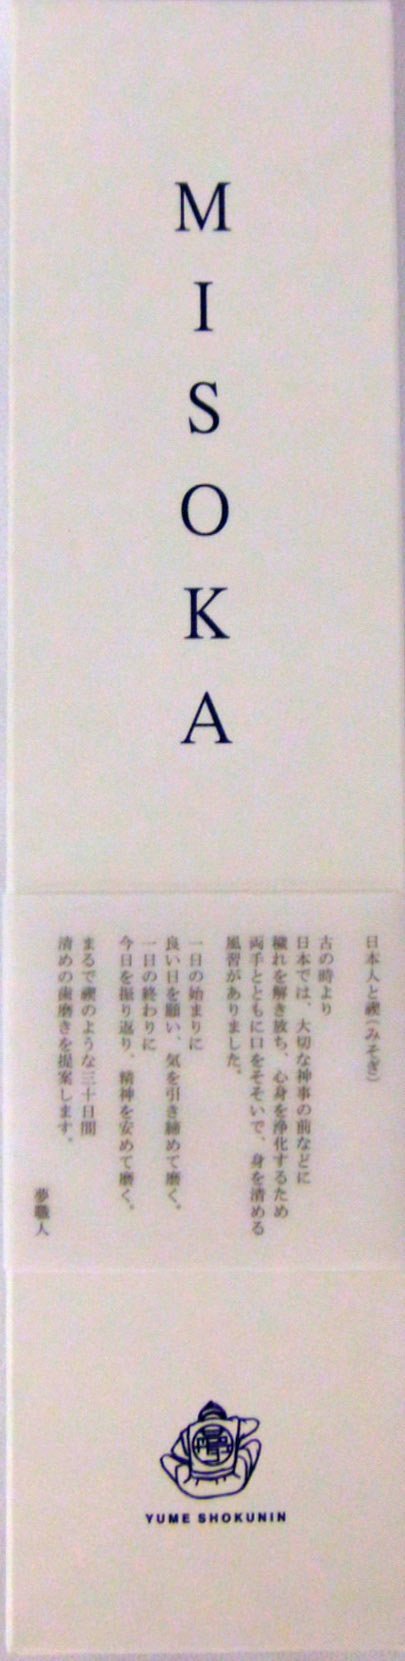 MISOKA
日本人と禊（みそぎ）
古の時より
日本では、大切な神事の前などに
穢れを解き放ち、心身を浄化するため
両手とともに口をそそいで、身を清める
風習がありました。
一日の始まりに
良い日を願い、気を引き締めて磨く。
一日の終わりに
今日を振り返り、精神を安めて磨く。
まるで禊のような三十日間
清めの歯磨きを提案します。
夢職人
YUME SHOKUNIN